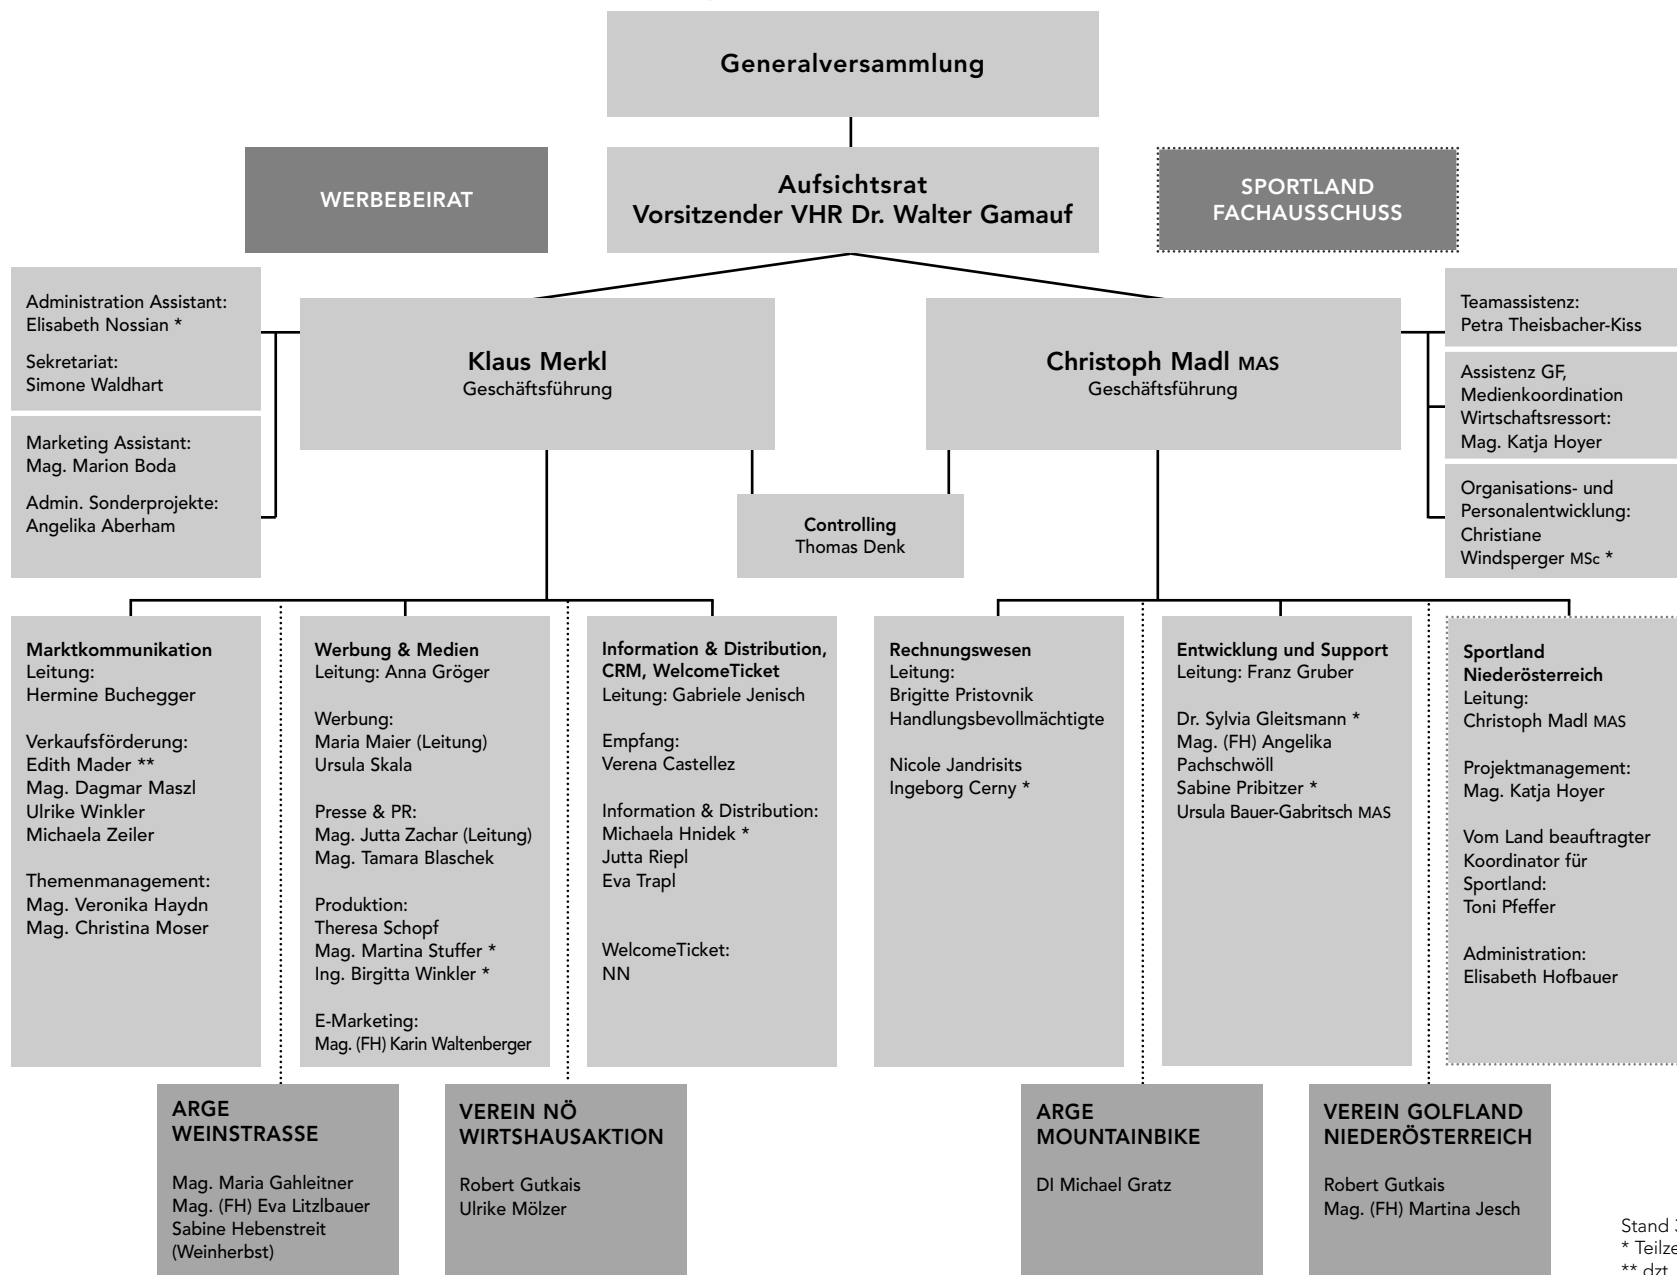 Generalversammlung
WERBEBEIRAT
Aufsichtsrat
Vorsitzender VHR Dr. Walter Gamauf
SPORTLAND
FACHAUSSCHUSS
Administration Assistant:
Elisabeth Nossian *
Sekretariat:
Simone Waldhart
Marketing Assistant:
Mag. Marion Boda
Admin. Sonderprojekte:
Angelika Aberham
Klaus Merkl
Geschäftsführung
Christoph Madl MAS
Geschäftsführung
Teamassistenz:
Petra Theisbacher-Kiss
Assistenz GF,
Medienkoordination
Wirtschaftsressort:
Mag. Katja Hoyer
Organisations- und
Personalentwicklung:
Christiane
Windsperger MSc *
Controlling
Thomas Denk
Marktkommunikation
Leitung:
Hermine Buchegger
Verkaufsförderung:
Edith Mader **
Mag. Dagmar Maszl
Ulrike Winkler
Michaela Zeiler
Themenmanagement:
Mag. Veronika Haydn
Mag. Christina Moser
Werbung & Medien
Leitung: Anna Gröger
Werbung:
Maria Maier (Leitung)
Ursula Skala
Presse & PR:
Mag. Jutta Zachar (Leitung)
Mag. Tamara Blaschek
Produktion:
Theresa Schopf
Mag. Martina Stuffer *
Ing. Birgitta Winkler *
E-Marketing:
Mag. (FH) Karin Waltenberger
Information & Distribution,
CRM, WelcomeTicket
Leitung: Gabriele Jenisch
Empfang:
Verena Castellez
Information & Distribution:
Michaela Hnidek *
Jutta Riepl
Eva Trapl
WelcomeTicket:
NN
Rechnungswesen
Leitung:
Brigitte Pristovnik
Handlungsbevollmächtigte
Nicole Jandrisits
Ingeborg Cerny *
Entwicklung und Support
Leitung: Franz Gruber
Dr. Sylvia Gleitsmann *
Mag. (FH) Angelika
Pachschwöll
Sabine Pribitzer *
Ursula Bauer-Gabritsch MAS
Sportland
Niederösterreich
Leitung:
Christoph Madl MAS
Projektmanagement:
Mag. Katja Hoyer
Vom Land beauftragter
Koordinator für
Sportland:
Toni Pfeffer
Administration:
Elisabeth Hofbauer
ARGE
WEINSTRASSE
Mag. Maria Gahleitner
Mag. (FH) Eva Litzlbauer
Sabine Hebenstreit
(Weinherbst)
VEREIN NÖ
WIRTSHAUSAKTION
Robert Gutkais
Ulrike Mölzer
ARGE
MOUNTAINBIKE
DI Michael Gratz
VEREIN GOLFLAND
NIEDERÖSTERREICH
Robert Gutkais
Mag. (FH) Martina Jesch
Stand
*
** dzt